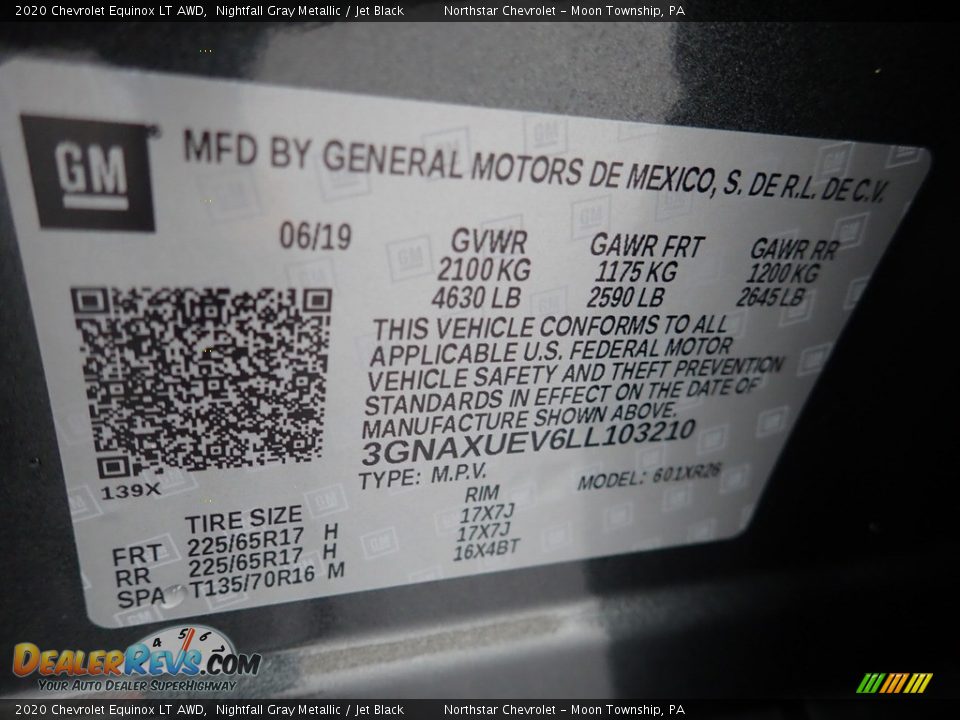 2020 Chevrolet Equinox LT AWD, Nightfall Gray Metallic / Jet Black Northstar Chevrolet – Moon Township, PA
GM
MFD BY GENERAL MOTORS DE MEXICO, S. DE R.L. DE C.V.
06/19 GVWR GAWR FRT GAWR RR
2100 KG 1175 KG 1200 KG
4630 LB 2590 LB 2645 LB
THIS VEHICLE CONFORMS TO ALL
APPLICABLE U.S. FEDERAL MOTOR
VEHICLE SAFETY AND THEFT PREVENTION
STANDARDS IN EFFECT ON THE DATE OF
MANUFACTURE SHOWN ABOVE.
3GNAXUEV6LL103210
TYPE: M.P.V. MODEL: 601XR26
139X
TIRE SIZE RIM
FRT 225/65R17 H 17X7J
RR 225/65R17 H 17X7J
SPA T135/70R16 M 16X4BT
4 5 6
DEALERREVS.COM
YOUR AUTO DEALER SUPERHIGHWAY
2020 Chevrolet Equinox LT AWD, Nightfall Gray Metallic / Jet Black Northstar Chevrolet – Moon Township, PA